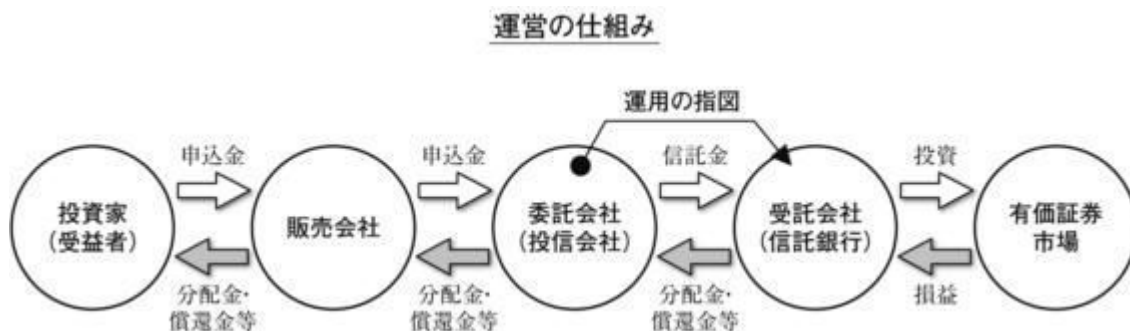 運営の仕組み
運用の指図
申込金
申込金
信託金
投資
投資家
(受益者)
販売会社
委託会社
(投信会社)
受託会社
(信託銀行)
有価証券
市場
分配金・
償還金等
分配金・
償還金等
分配金・
償還金等
損益